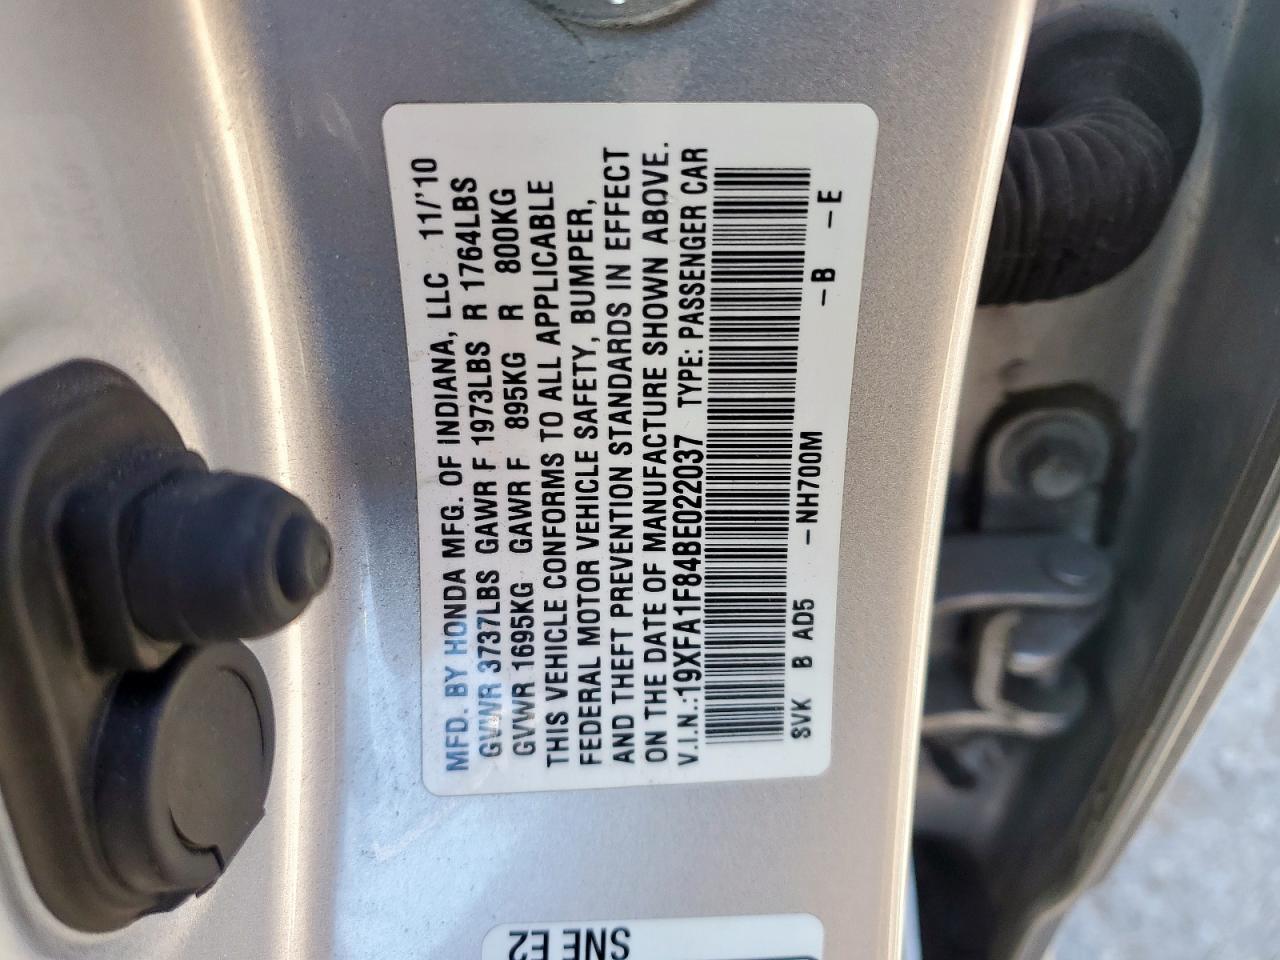 MFD. BY HONDA MFG. OF INDIANA, LLC 11/'10
GVWR 3737LBS GAWR F 1973LBS R 1764LBS
GVWR 1695KG GAWR F 895KG R 800KG
THIS VEHICLE CONFORMS TO ALL APPLICABLE
FEDERAL MOTOR VEHICLE SAFETY, BUMPER,
AND THEFT PREVENTION STANDARDS IN EFFECT
ON THE DATE OF MANUFACTURE SHOWN ABOVE.
V.I.N.:19XFA1F84BE022037 TYPE: PASSENGER CAR
SVK B AD5 -NH700M -B -E
SNE E2